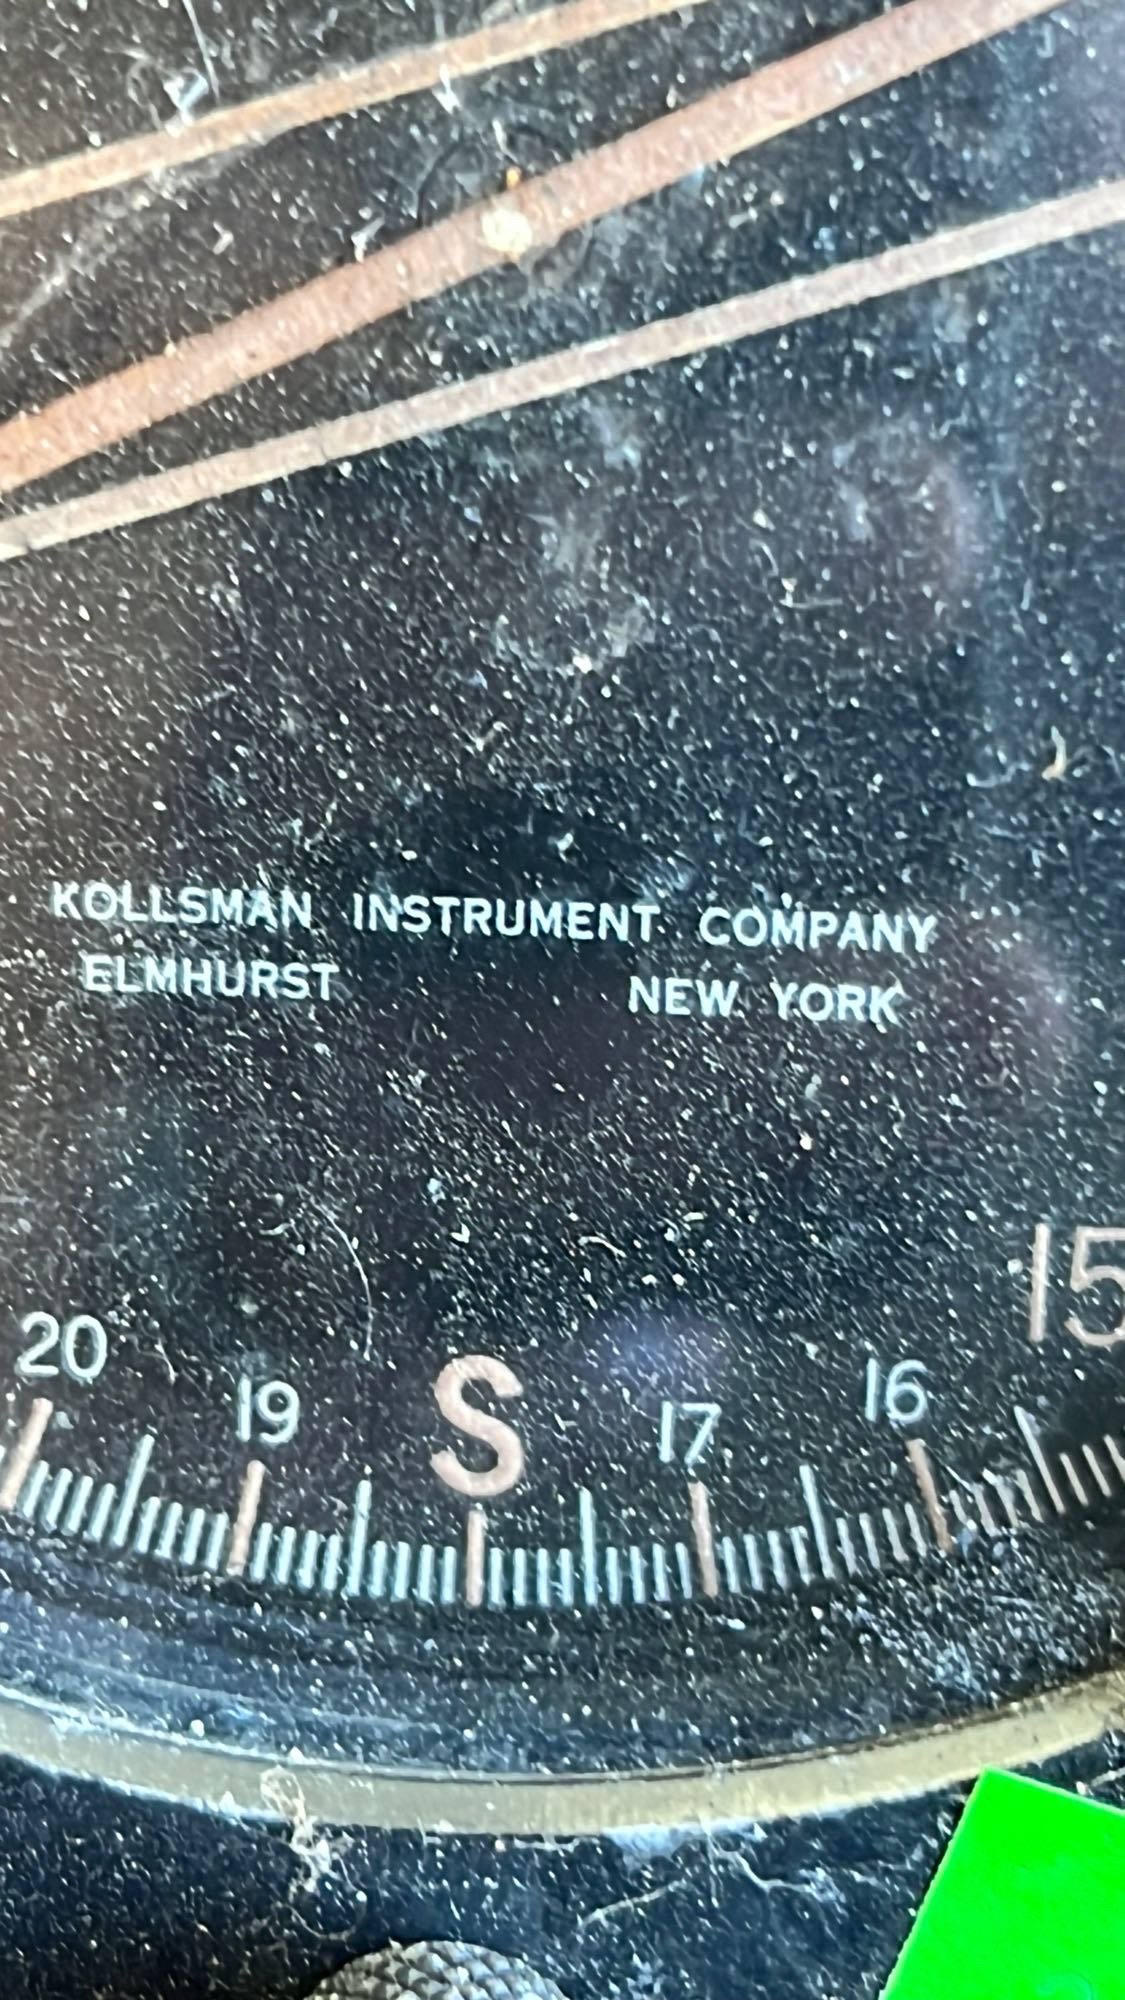 KOLLSMAN INSTRUMENT COMPANY
ELMHURST NEW YORK
20 19 S 17 16 15